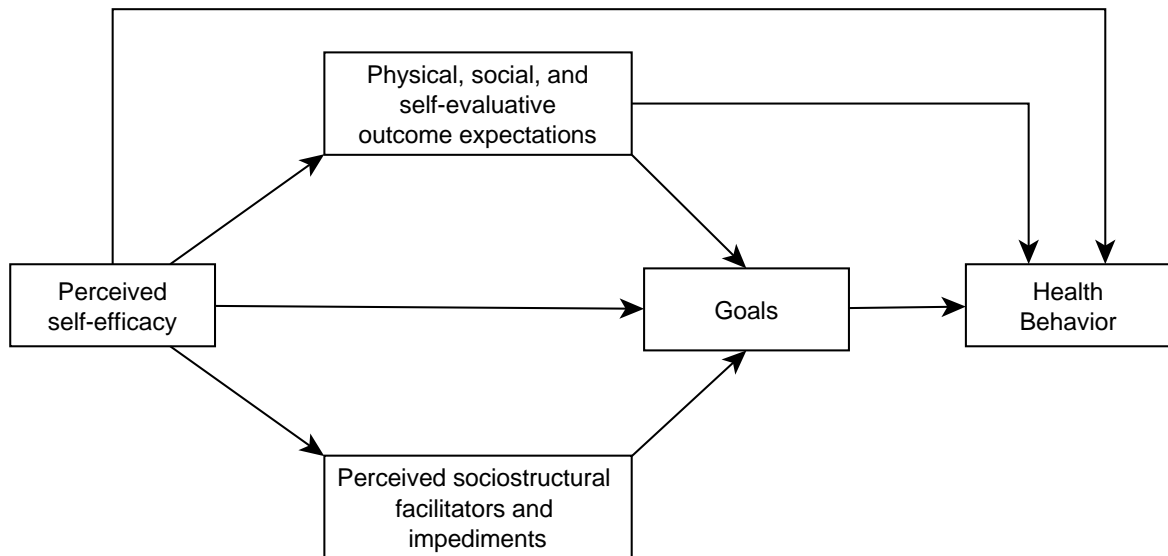 Physical, social, and
self-evaluative
outcome expectations
Perceived
self-efficacy
Goals
Health
Behavior
Perceived sociostructural
facilitators and
impediments